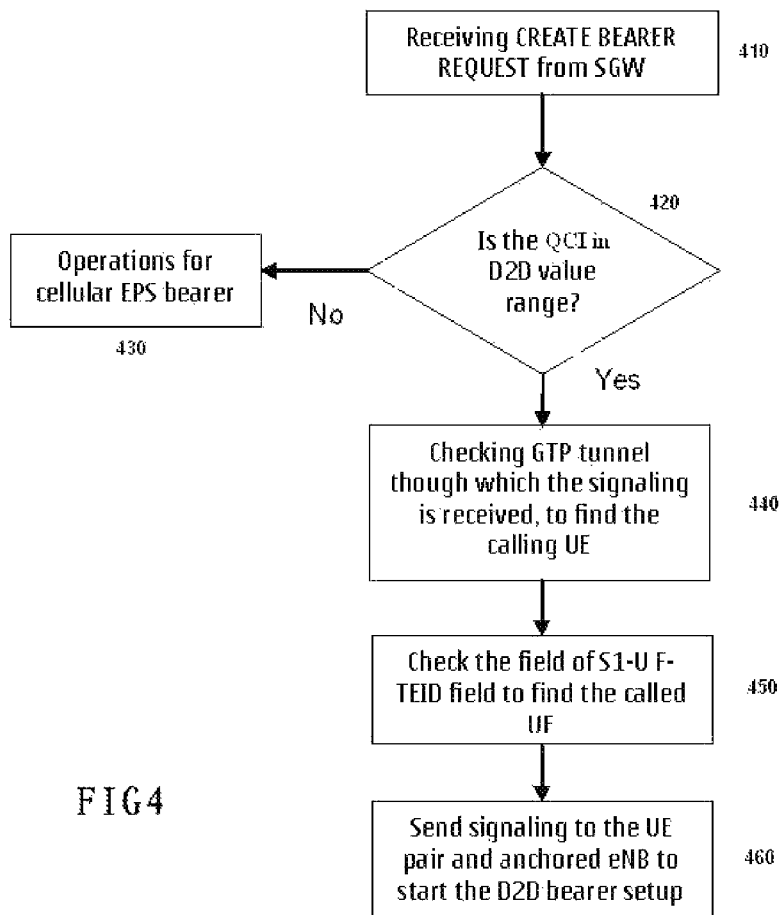 Receiving CREATE BEARER
REQUEST from SGW
410
420
Is the QCI in
D2D value
range?
Operations for
cellular EPS bearer
No
430
Yes
Checking GTP tunnel
though which the signaling
is received, to find the
calling UE
440
Check the field of S1-U F-
TEID field to find the called
UF
450
FIG4
Send signaling to the UE
pair and anchored eNB to
start the D2D bearer setup
460